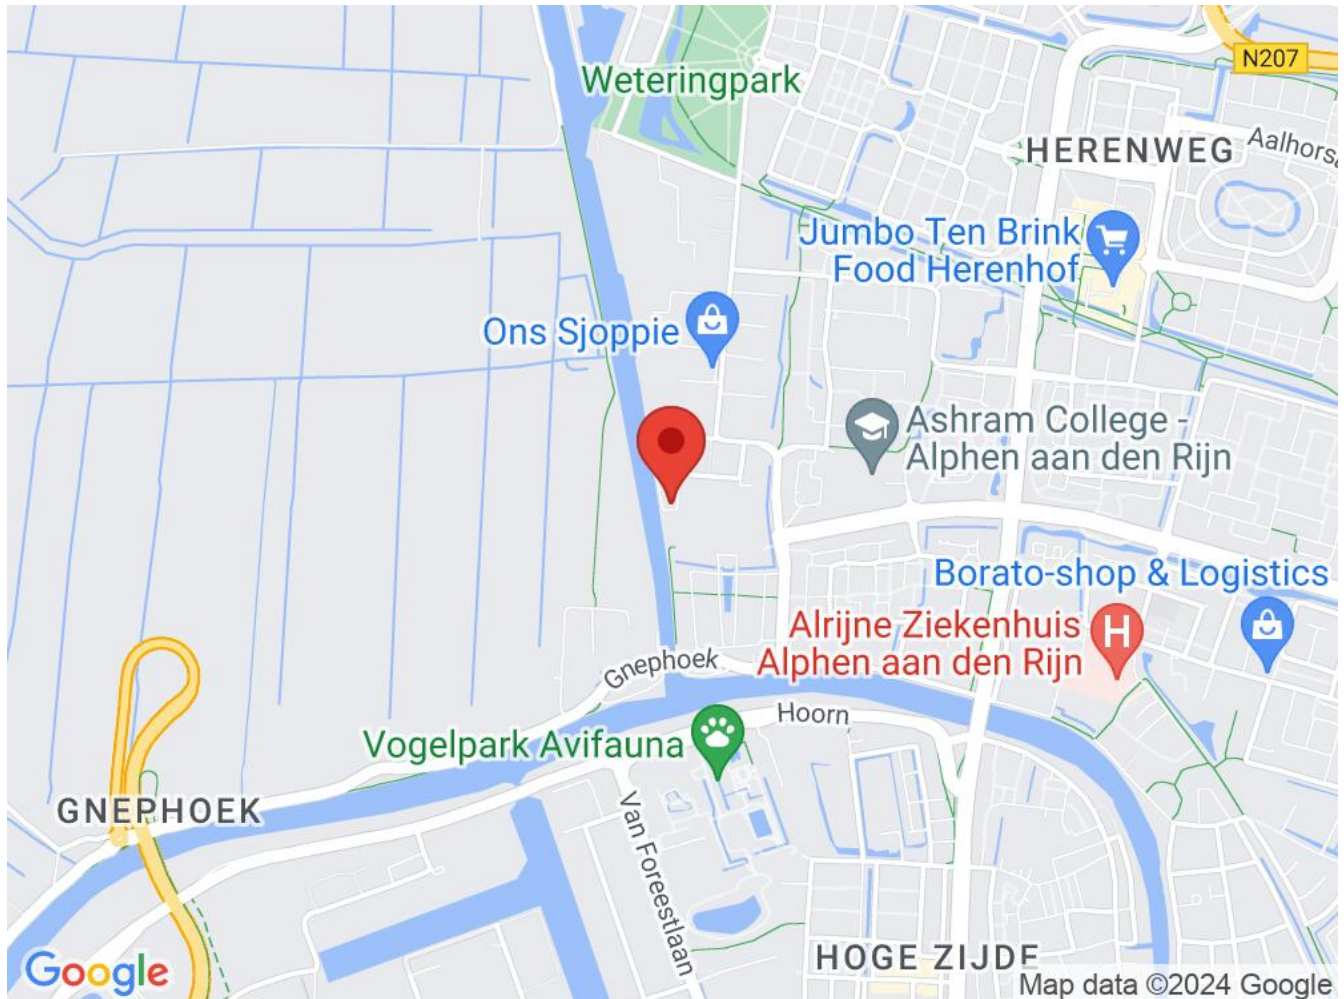 N207
Weteringpark
HERENWEG
Aalhorsa
Jumbo Ten Brink
Food Herenhof
Ons Sjoppie
Ashram College -
Alphen aan den Rijn
Borato-shop & Logistics
Alrijne Ziekenhuis
Alphen aan den Rijn
H
Gnephoek
Hoorn
Vogelpark Avifauna
GNEPHOEK
Van Foreestlaan
HOGE ZIJDE
Google
Map data ©2024 Google